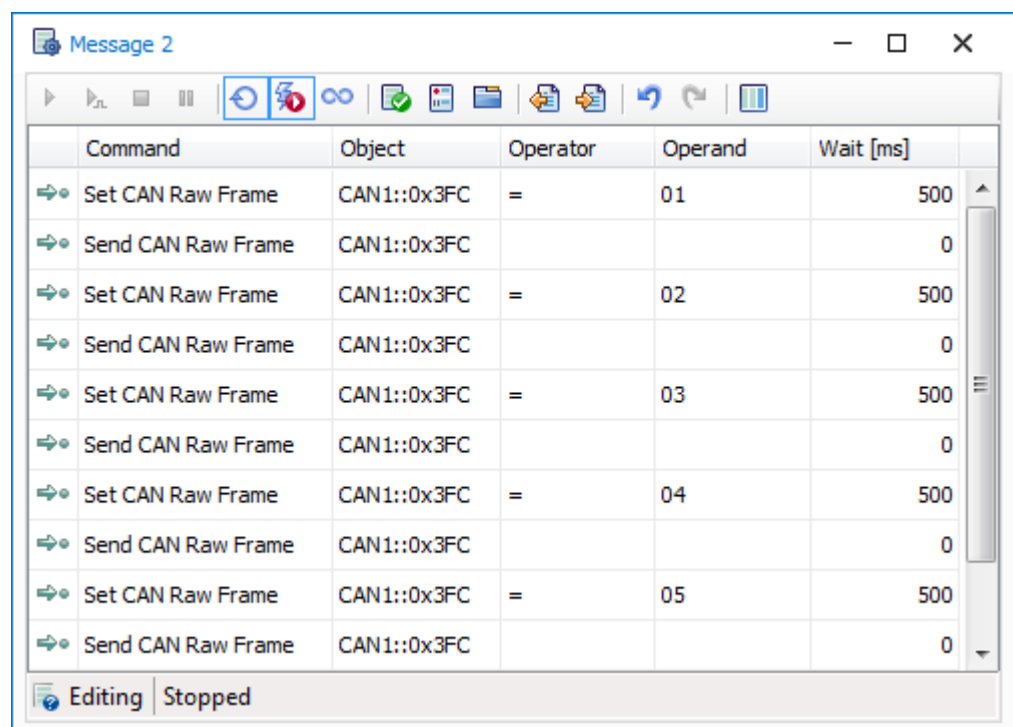 Message 2
Command Object Operator Operand Wait [ms]
Set CAN Raw Frame CAN1::0x3FC = 01 500
Send CAN Raw Frame CAN1::0x3FC 0
Set CAN Raw Frame CAN1::0x3FC = 02 500
Send CAN Raw Frame CAN1::0x3FC 0
Set CAN Raw Frame CAN1::0x3FC = 03 500
Send CAN Raw Frame CAN1::0x3FC 0
Set CAN Raw Frame CAN1::0x3FC = 04 500
Send CAN Raw Frame CAN1::0x3FC 0
Set CAN Raw Frame CAN1::0x3FC = 05 500
Send CAN Raw Frame CAN1::0x3FC 0
Editing Stopped